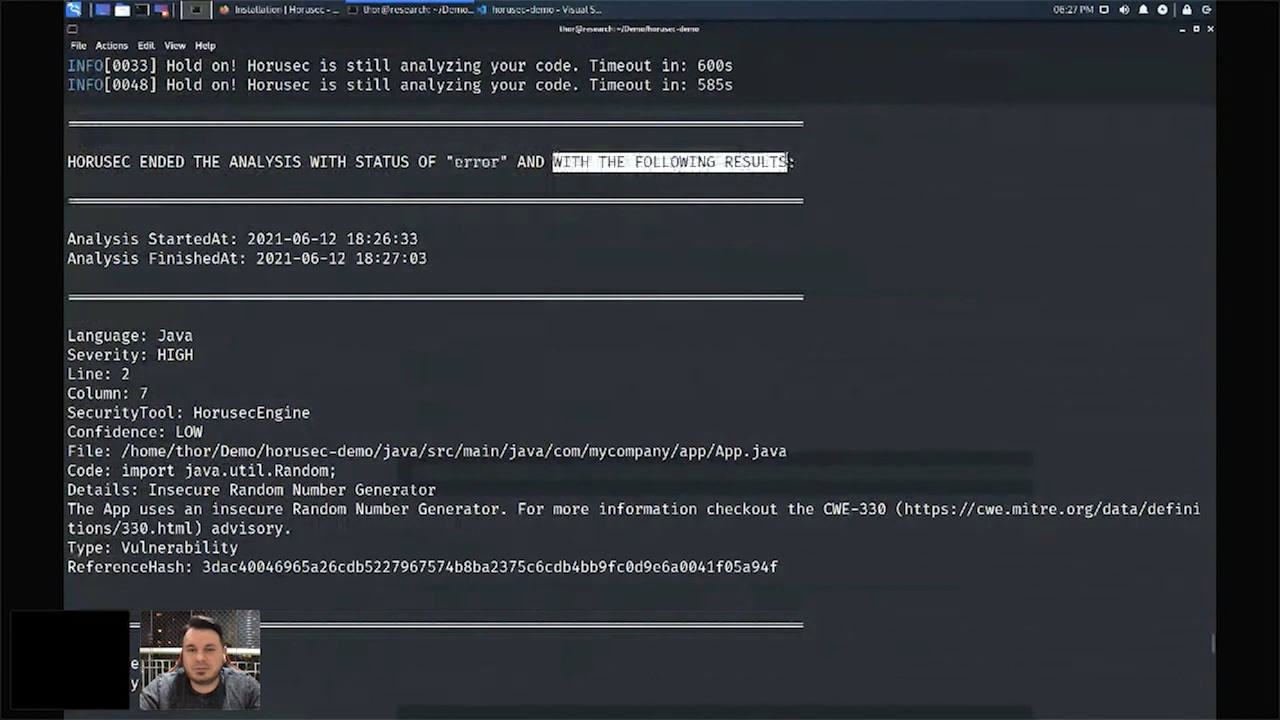 Installation | Horusec - ...
thor@research: ~/Demo...
horusec-demo - Visual S...
06:27 PM
thor@research: ~/Demo/horusec-demo
File Actions Edit View Help
INFO[0033] Hold on! Horusec is still analyzing your code. Timeout in: 600s
INFO[0048] Hold on! Horusec is still analyzing your code. Timeout in: 585s
HORUSEC ENDED THE ANALYSIS WITH STATUS OF "error" AND WITH THE FOLLOWING RESULTS:
Analysis StartedAt: 2021-06-12 18:26:33
Analysis FinishedAt: 2021-06-12 18:27:03
Language: Java
Severity: HIGH
Line: 2
Column: 7
SecurityTool: HorusecEngine
Confidence: LOW
File: /home/thor/Demo/horusec-demo/java/src/main/java/com/mycompany/app/App.java
Code: import java.util.Random;
Details: Insecure Random Number Generator
The App uses an insecure Random Number Generator. For more information checkout the CWE-330 (https://cwe.mitre.org/data/defini
tions/330.html) advisory.
Type: Vulnerability
ReferenceHash: 3dac40046965a26cdb5227967574b8ba2375c6cdb4bb9fc0d9e6a0041f05a94f